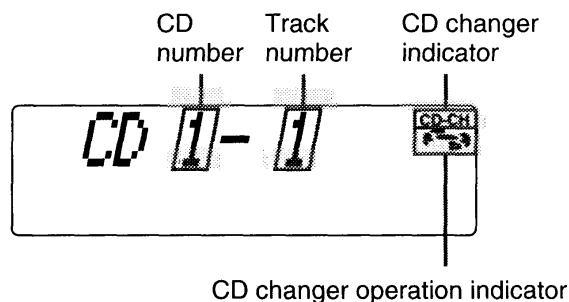 CD number
Track number
CD changer indicator
CD 1 - 1
CD-CH
CD changer operation indicator